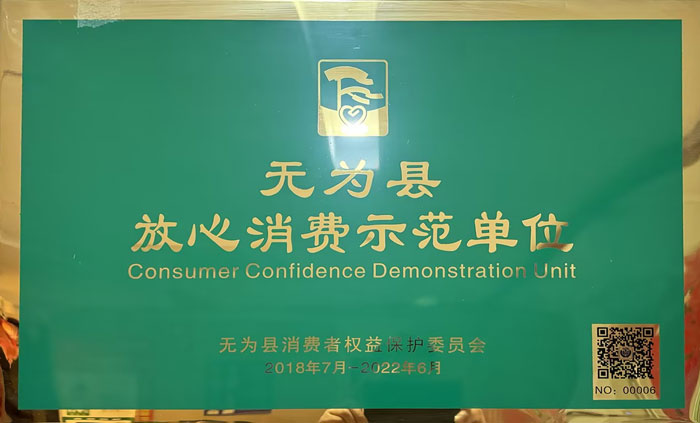 无为县
放心消费示范单位
Consumer Confidence Demonstration Unit
无为县消费者权益保护委员会
2018年7月-2022年6月
NO：00006